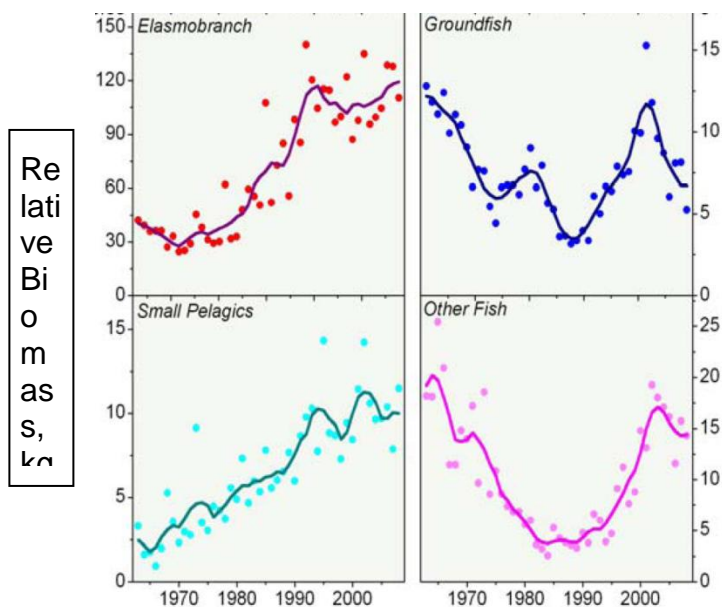 Elasmobranch
150
120
90
60
30
0
Groundfish
15
10
5
0
Re
lati
ve
Bi
o
m
as
s,
Small Pelagics
15
10
5
0
1970 1980 1990 2000
Other Fish
25
20
15
10
5
0
1970 1980 1990 2000